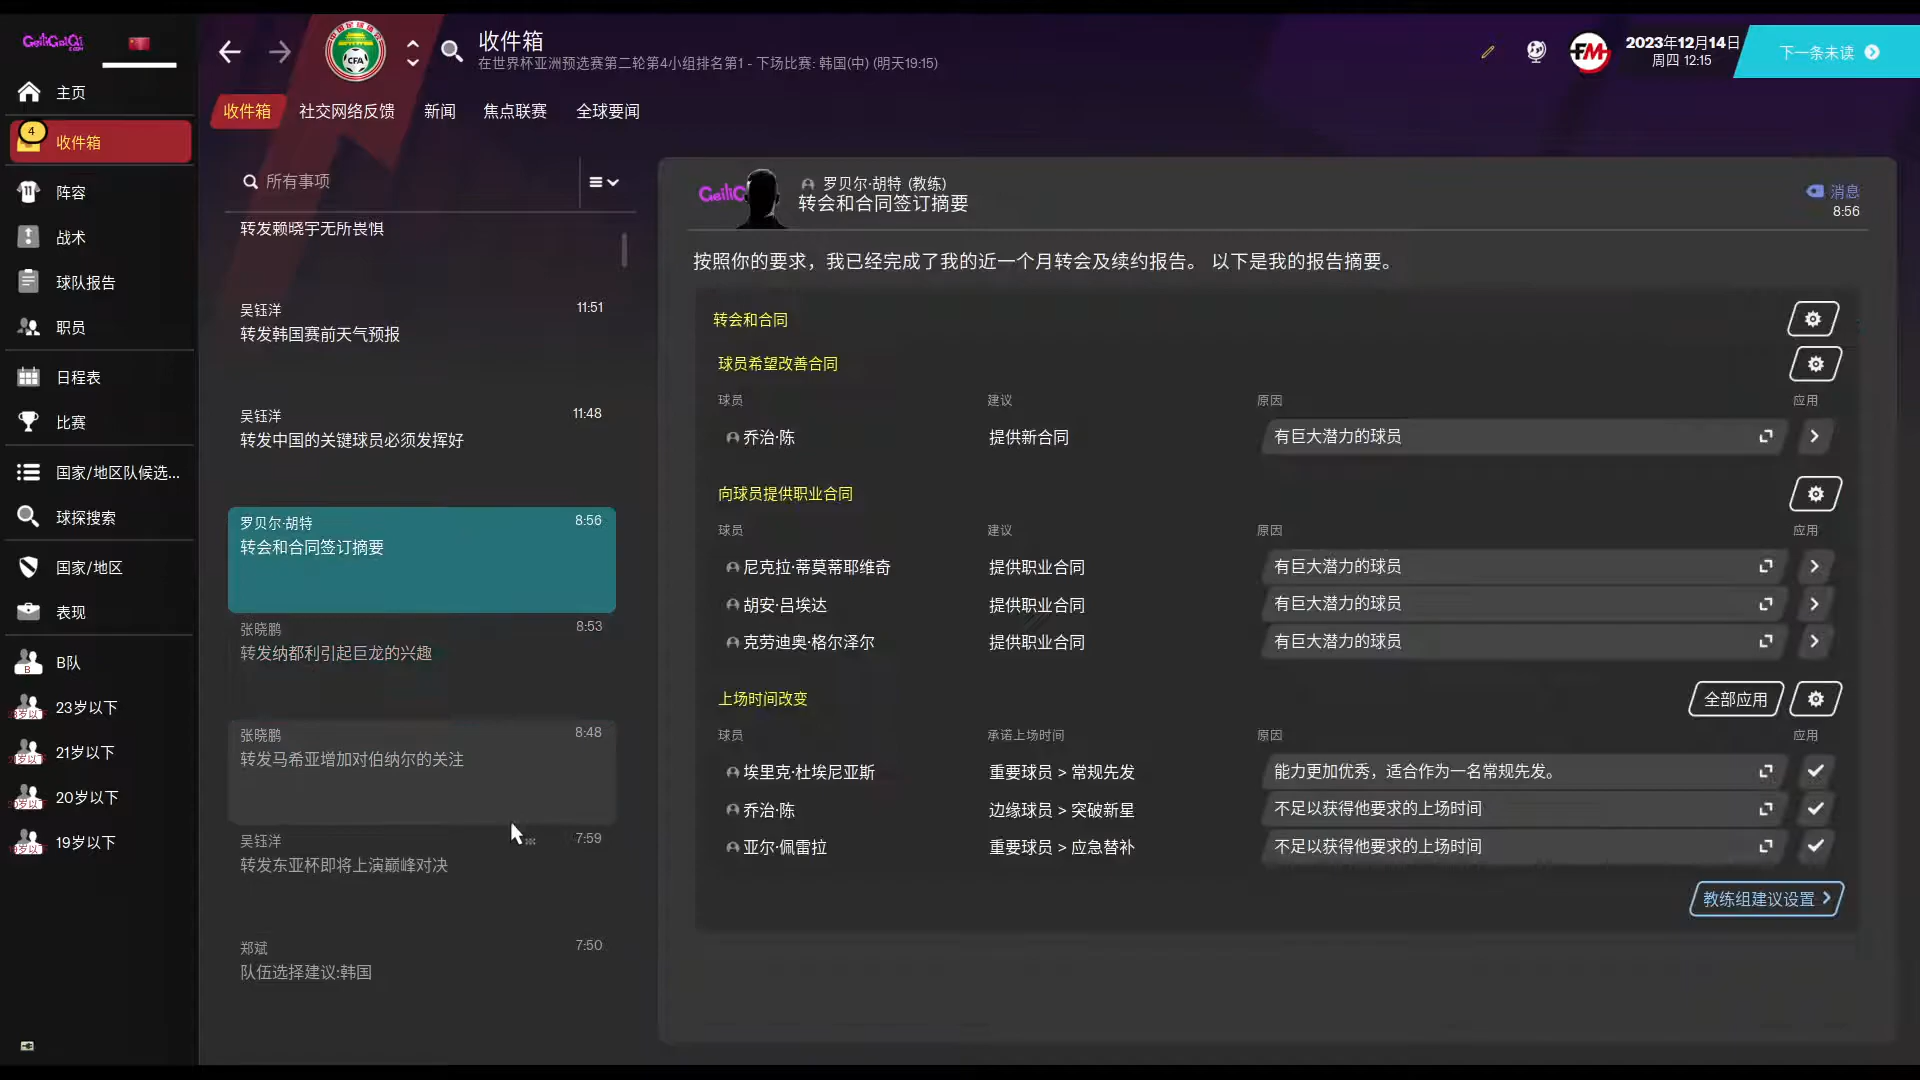 GeiliGeiQi
.COM
主页
4
收件箱
阵容
战术
球队报告
职员
日程表
比赛
国家/地区队候选...
球探搜索
国家/地区
表现
B队
23岁以下
21岁以下
20岁以下
19岁以下
收件箱
在世界杯亚洲预选赛第二轮第4小组排名第1 - 下场比赛: 韩国(中) (明天19:15)
CFA
FM
2023年12月14日
周四 12:15
下一条未读
收件箱 社交网络反馈 新闻 焦点联赛 全球要闻
所有事项
转发赖晓宇无所畏惧
吴钰洋 11:51
转发韩国赛前天气预报
吴钰洋 11:48
转发中国的关键球员必须发挥好
罗贝尔·胡特 8:56
转会和合同签订摘要
张晓鹏 8:53
转发纳都利引起巨龙的兴趣
张晓鹏 8:48
转发马希亚增加对伯纳尔的关注
吴钰洋 7:59
转发东亚杯即将上演巅峰对决
郑斌 7:50
队伍选择建议:韩国
罗贝尔·胡特 (教练)
转会和合同签订摘要
消息
8:56
按照你的要求，我已经完成了我的近一个月转会及续约报告。 以下是我的报告摘要。
转会和合同
球员希望改善合同
球员 建议 原因 应用
乔治·陈 提供新合同 有巨大潜力的球员
向球员提供职业合同
球员 建议 原因 应用
尼克拉·蒂莫蒂耶维奇 提供职业合同 有巨大潜力的球员
胡安·吕埃达 提供职业合同 有巨大潜力的球员
克劳迪奥·格尔泽尔 提供职业合同 有巨大潜力的球员
上场时间改变 全部应用
球员 承诺上场时间 原因 应用
埃里克·杜埃尼亚斯 重要球员 > 常规先发 能力更加优秀，适合作为一名常规先发。
乔治·陈 边缘球员 > 突破新星 不足以获得他要求的上场时间
亚尔·佩雷拉 重要球员 > 应急替补 不足以获得他要求的上场时间
教练组建议设置